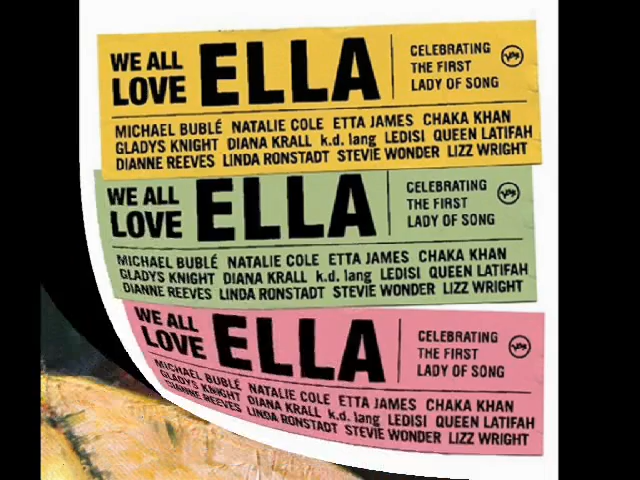 WE ALL
LOVE
ELLA
CELEBRATING
THE FIRST
LADY OF SONG
MICHAEL BUBLÉ NATALIE COLE ETTA JAMES CHAKA KHAN
GLADYS KNIGHT DIANA KRALL k.d. lang LEDISI QUEEN LATIFAH
DIANNE REEVES LINDA RONSTADT STEVIE WONDER LIZZ WRIGHT
WE ALL
LOVE
ELLA
CELEBRATING
THE FIRST
LADY OF SONG
MICHAEL BUBLÉ NATALIE COLE ETTA JAMES CHAKA KHAN
GLADYS KNIGHT DIANA KRALL k.d. lang LEDISI QUEEN LATIFAH
DIANNE REEVES LINDA RONSTADT STEVIE WONDER LIZZ WRIGHT
WE ALL
LOVE
ELLA
CELEBRATING
THE FIRST
LADY OF SONG
MICHAEL BUBLÉ NATALIE COLE ETTA JAMES CHAKA KHAN
GLADYS KNIGHT DIANA KRALL k.d. lang LEDISI QUEEN LATIFAH
DIANNE REEVES LINDA RONSTADT STEVIE WONDER LIZZ WRIGHT